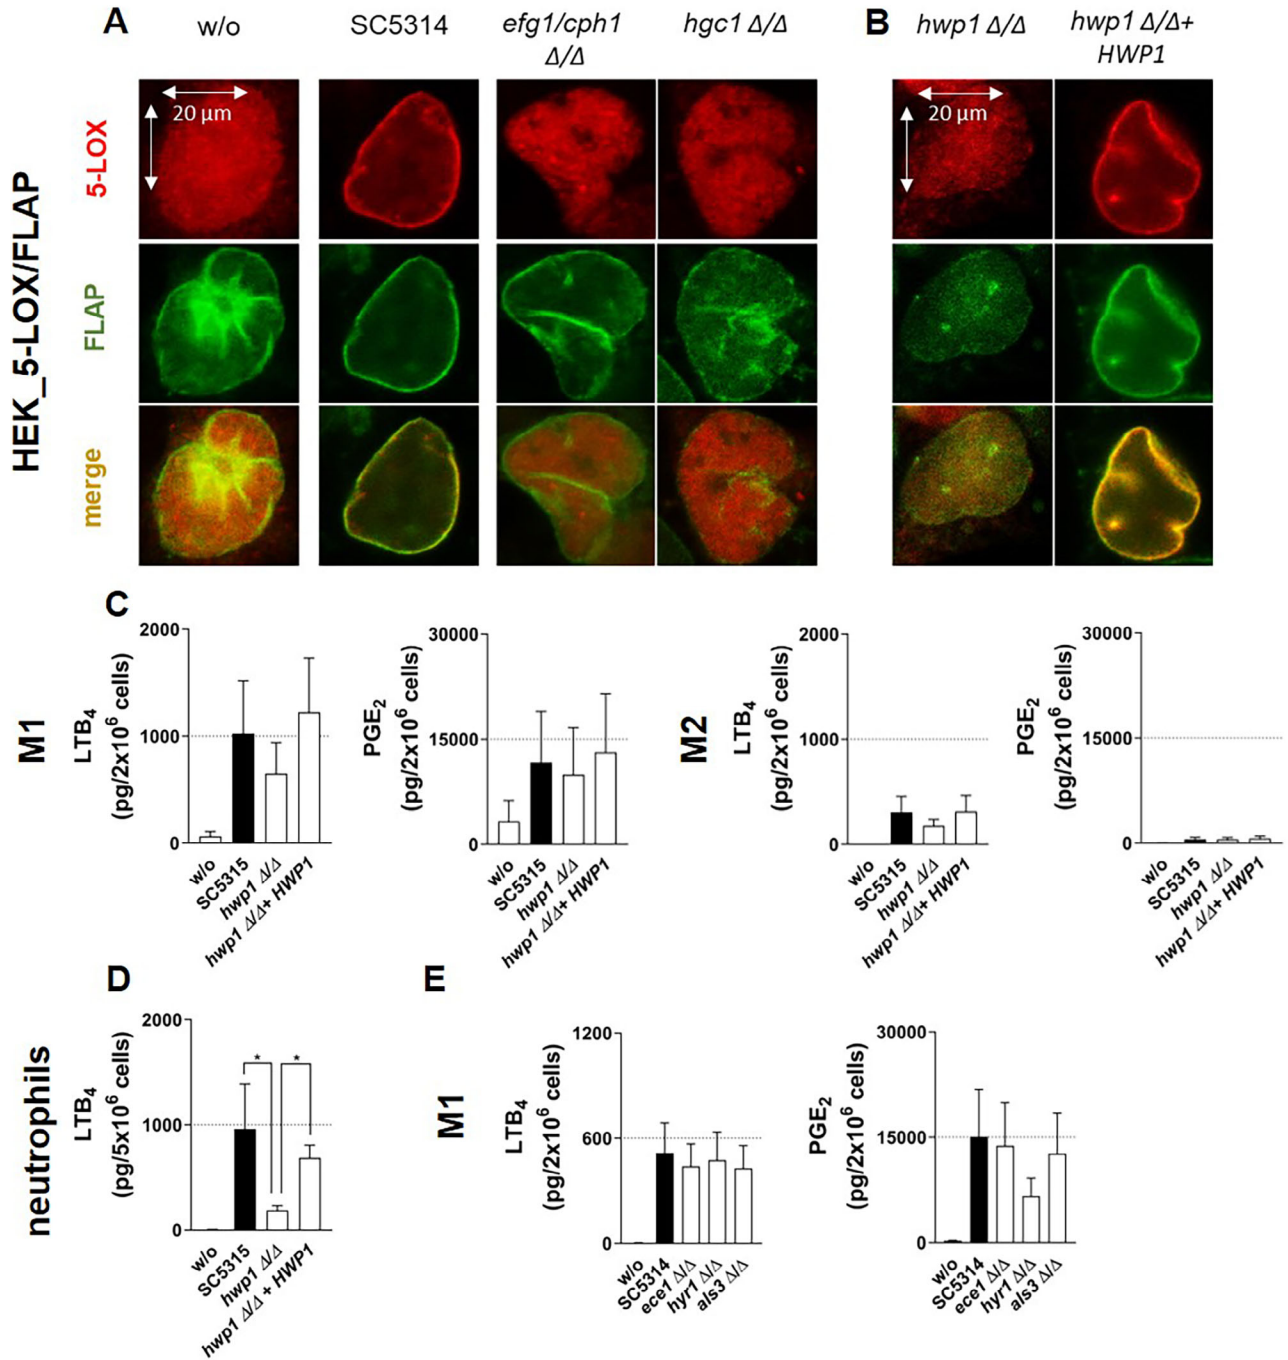 A
w/o
SC5314
efg1/cph1
Δ/Δ
hgc1 Δ/Δ
B
hwp1 Δ/Δ
hwp1 Δ/Δ+
HWP1
HEK_5-LOX/FLAP
5-LOX
20 µm
20 µm
FLAP
merge
C
M1
LTB4
(pg/2x10^6 cells)
2000
1000
0
w/o
SC5315
hwp1 Δ/Δ
hwp1 Δ/Δ+ HWP1
PGE2
(pg/2x10^6 cells)
30000
15000
0
w/o
SC5315
hwp1 Δ/Δ
hwp1 Δ/Δ+ HWP1
M2
LTB4
(pg/2x10^6 cells)
2000
1000
0
w/o
SC5315
hwp1 Δ/Δ
hwp1 Δ/Δ+ HWP1
PGE2
(pg/2x10^6 cells)
30000
15000
0
w/o
SC5315
hwp1 Δ/Δ
hwp1 Δ/Δ+ HWP1
D
neutrophils
LTB4
(pg/5x10^6 cells)
2000
1000
0
* *
w/o
SC5315
hwp1 Δ/Δ
hwp1 Δ/Δ + HWP1
E
M1
LTB4
(pg/2x10^6 cells)
1200
600
0
w/o
SC5314
ece1 Δ/Δ
hyr1 Δ/Δ
als3 Δ/Δ
PGE2
(pg/2x10^6 cells)
30000
15000
0
w/o
SC5314
ece1 Δ/Δ
hyr1 Δ/Δ
als3 Δ/Δ